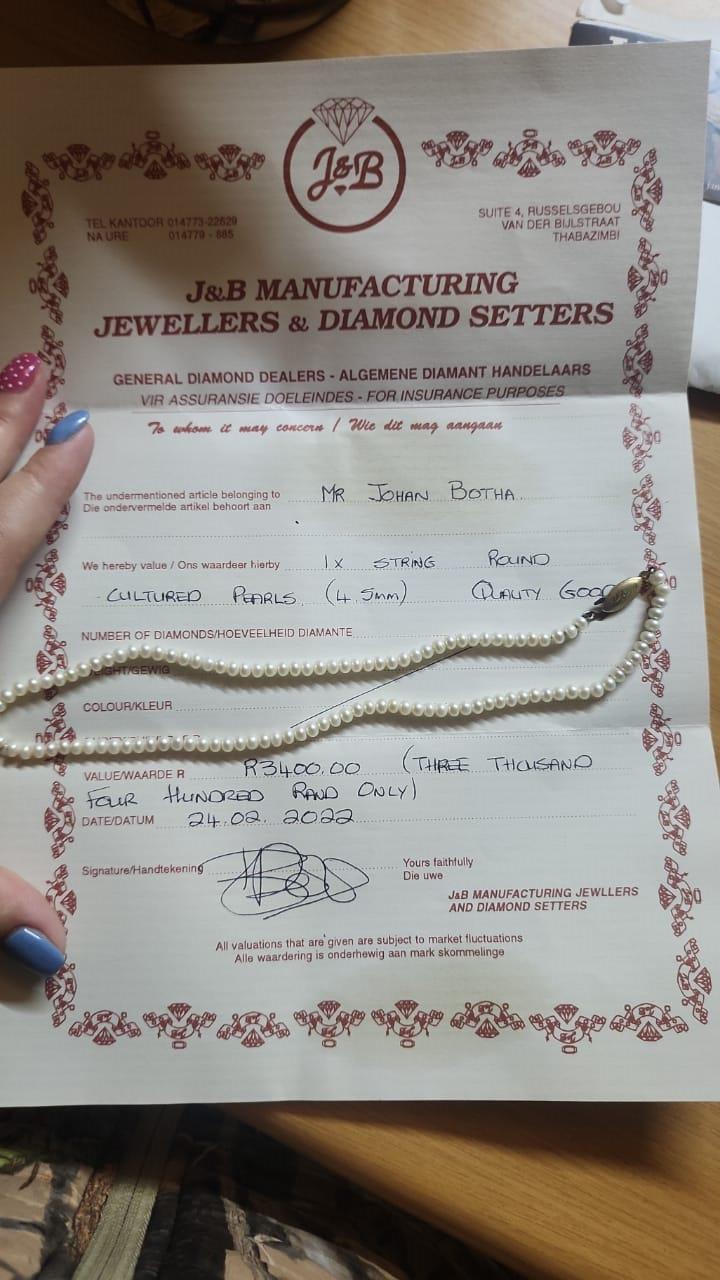 J&B
TEL KANTOOR 014773-22629
NA URE 014779 - 885
SUITE 4, RUSSELSGEBOU
VAN DER BIJLSTRAAT
THABAZIMBI
J&B MANUFACTURING
JEWELLERS & DIAMOND SETTERS
GENERAL DIAMOND DEALERS - ALGEMENE DIAMANT HANDELAARS
VIR ASSURANSIE DOELEINDES - FOR INSURANCE PURPOSES
To whom it may concern / Wie dit mag aangaan
The undermentioned article belonging to MR JOHAN BOTHA.
Die ondervermelde artikel behoort aan
We hereby value / Ons waardeer hierby 1x STRING ROUND
CULTURED PEARLS (4.5mm) QUALITY GOOD
NUMBER OF DIAMONDS/HOEVEELHEID DIAMANTE
WEIGHT/GEWIG
COLOUR/KLEUR
VALUE/WAARDE R R3400.00 (THREE THOUSAND
FOUR HUNDRED RAND ONLY)
DATE/DATUM 24.02.2022
Signature/Handtekening
Yours faithfully
Die uwe
J&B MANUFACTURING JEWLLERS
AND DIAMOND SETTERS
All valuations that are given are subject to market fluctuations
Alle waardering is onderhewig aan mark skommelinge